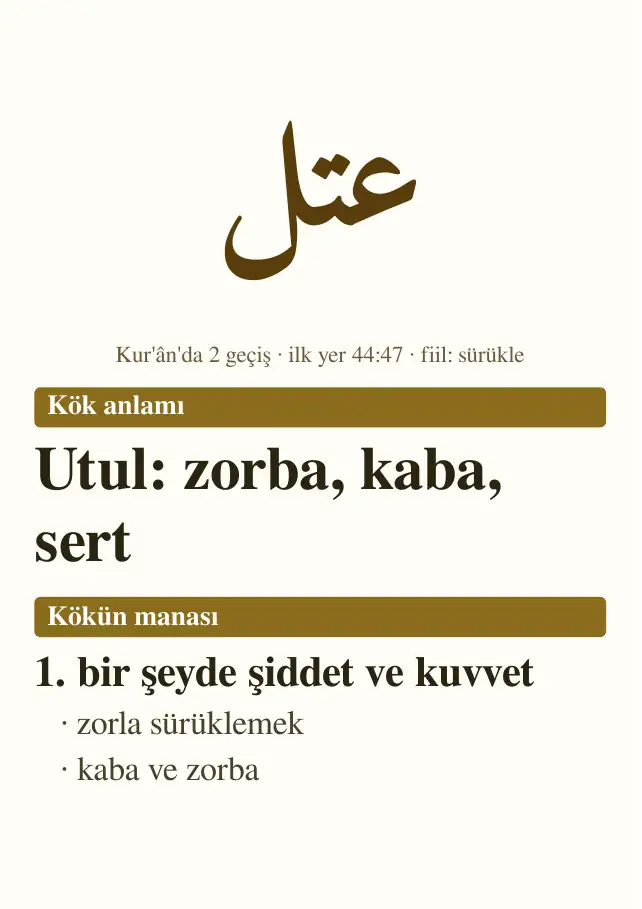 عتل
Kur'ân'da 2 geçiş · ilk yer 44:47 · fiil: sürükle
Kök anlamı
Utul: zorba, kaba,
sert
Kökün manası
1. bir şeyde şiddet ve kuvvet
· zorla sürüklemek
· kaba ve zorba